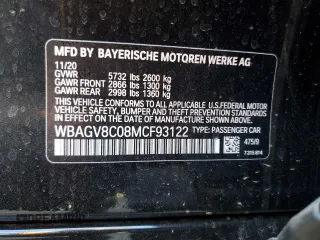 MFD BY BAYERISCHE MOTOREN WERKE AG
11/20
GVWR 5732 lbs 2600 kg
GAWR FRONT 2866 lbs 1300 kg
GAWR REAR 2998 lbs 1360 kg
THIS VEHICLE CONFORMS TO ALL
APPLICABLE U.S. FEDERAL MOTOR
VEHICLE SAFETY, BUMPER, AND
THEFT PREVENTION STANDARDS
IN EFFECT ON THE DATE OF
MANUFACTURE SHOWN ABOVE.
WBAGV8C08MCF93122 TYPE: PASSENGER CAR
475/9
7315814